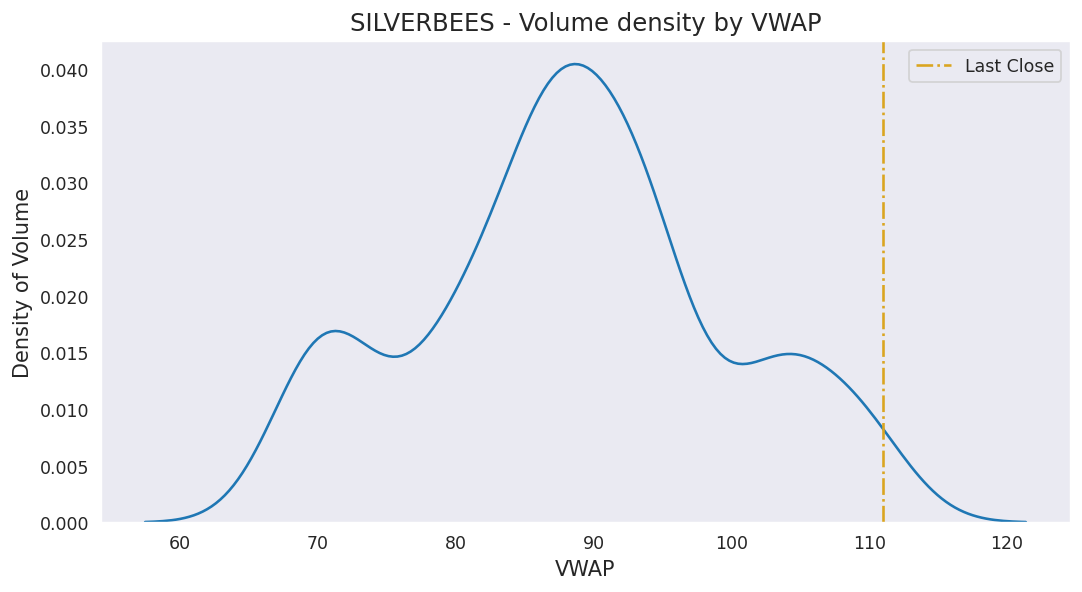 SILVERBEES - Volume density by VWAP
Last Close
Density of Volume
0.040
0.035
0.030
0.025
0.020
0.015
0.010
0.005
0.000
60 70 80 90 100 110 120
VWAP